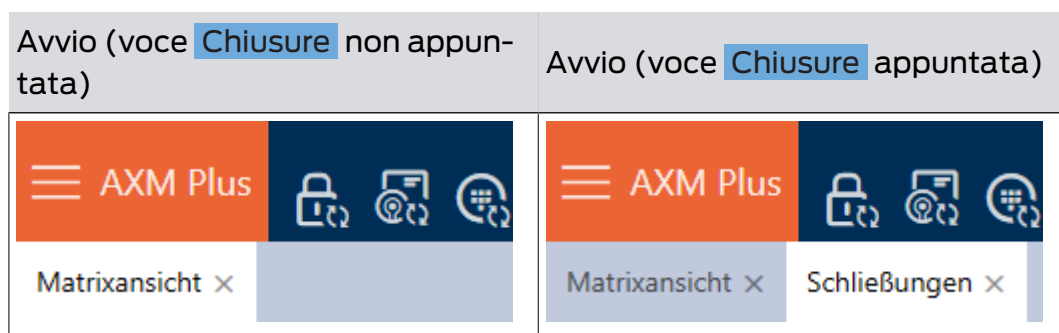 Avvio (voce Chiusure non appun-
tata)
Avvio (voce Chiusure appuntata)
AXM Plus
Matrixansicht ×
AXM Plus
Matrixansicht × Schließungen ×